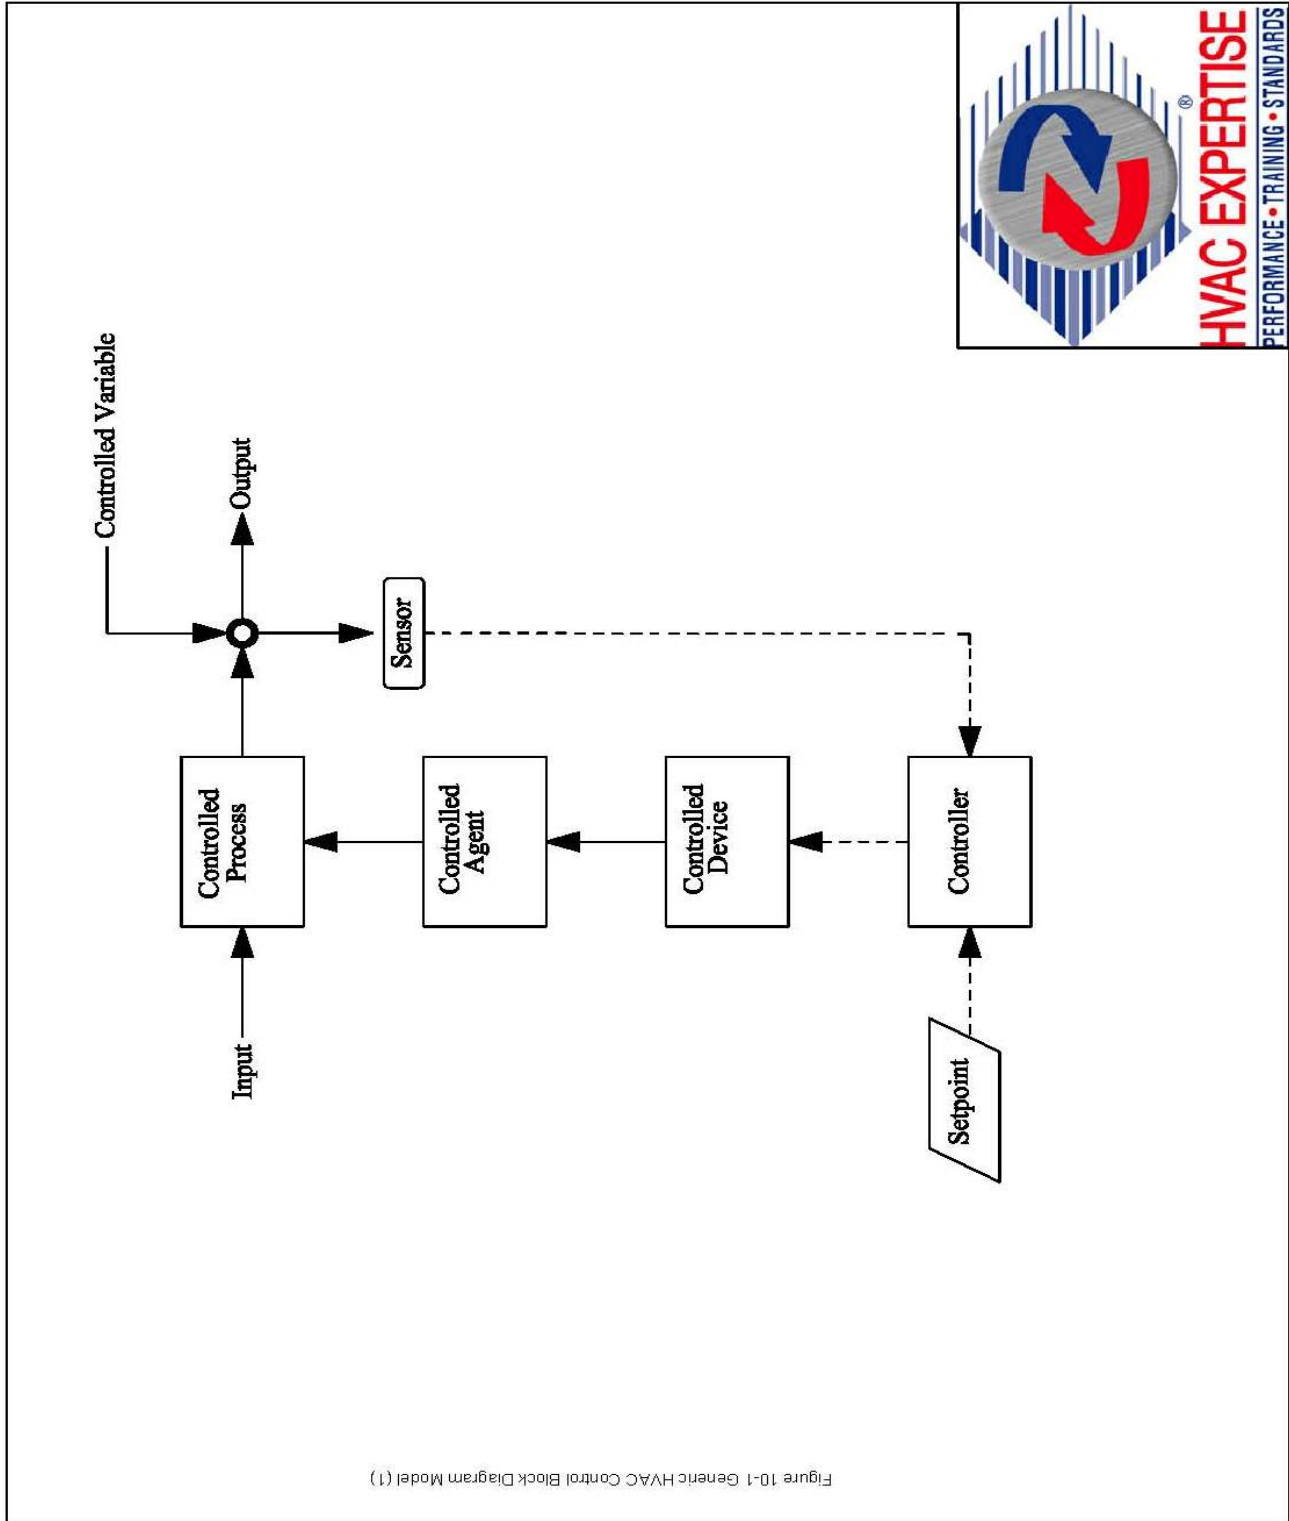 Controlled Variable
Input
Controlled
Process
Output
Sensor
Controlled
Agent
Controlled
Device
Setpoint
Controller
Figure 10-1 Generic HVAC Control Block Diagram Model (1)
®
HVAC EXPERTISE
PERFORMANCE•TRAINING•STANDARDS